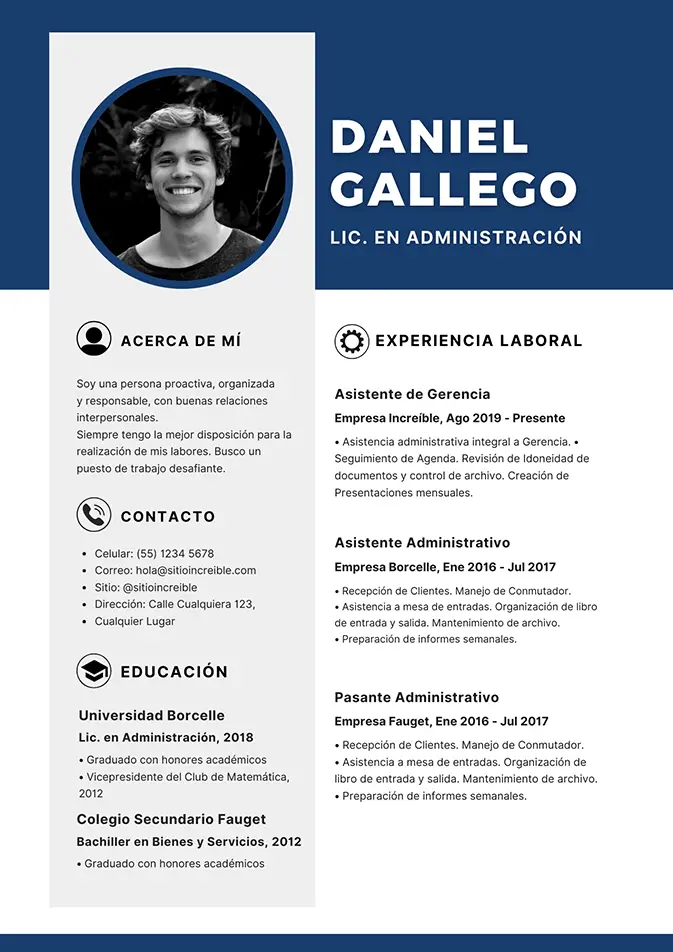 DANIEL
GALLEGO
LIC. EN ADMINISTRACIÓN
ACERCA DE MÍ
Soy una persona proactiva, organizada
y responsable, con buenas relaciones
interpersonales.
Siempre tengo la mejor disposición para la
realización de mis labores. Busco un
puesto de trabajo desafiante.
CONTACTO
• Celular: (55) 1234 5678
• Correo: hola@sitioincreible.com
• Sitio: @sitioincreible
• Dirección: Calle Cualquiera 123,
• Cualquier Lugar
EDUCACIÓN
Universidad Borcelle
Lic. en Administración, 2018
• Graduado con honores académicos
• Vicepresidente del Club de Matemática,
2012
Colegio Secundario Fauget
Bachiller en Bienes y Servicios, 2012
• Graduado con honores académicos
EXPERIENCIA LABORAL
Asistente de Gerencia
Empresa Increíble, Ago 2019 - Presente
• Asistencia administrativa integral a Gerencia. •
Seguimiento de Agenda. Revisión de Idoneidad de
documentos y control de archivo. Creación de
Presentaciones mensuales.
Asistente Administrativo
Empresa Borcelle, Ene 2016 - Jul 2017
• Recepción de Clientes. Manejo de Conmutador.
• Asistencia a mesa de entradas. Organización de libro
de entrada y salida. Mantenimiento de archivo.
• Preparación de informes semanales.
Pasante Administrativo
Empresa Fauget, Ene 2016 - Jul 2017
• Recepción de Clientes. Manejo de Conmutador.
• Asistencia a mesa de entradas. Organización de
libro de entrada y salida. Mantenimiento de archivo.
• Preparación de informes semanales.